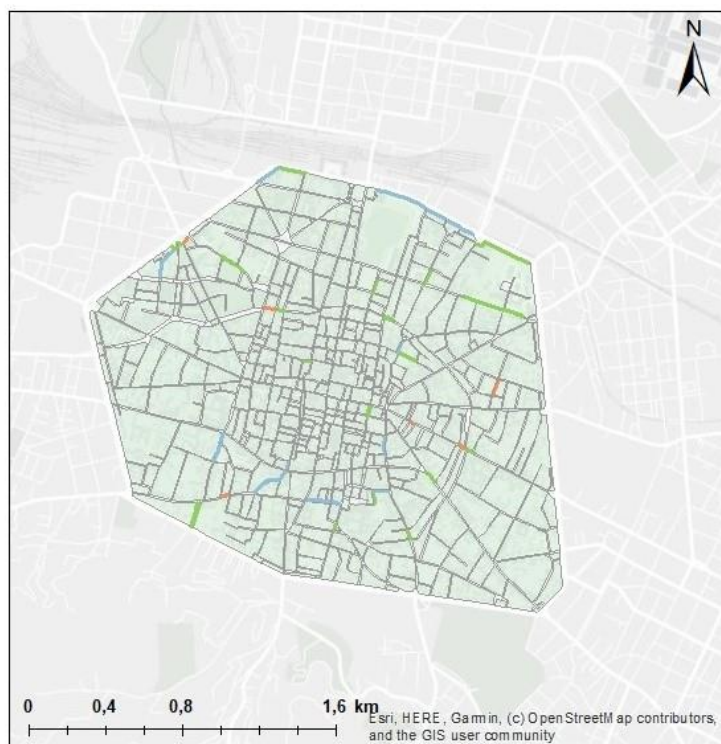 N
0 0,4 0,8 1,6 km
Esri, HERE, Garmin, (c) OpenStreetMap contributors,
and the GIS user community